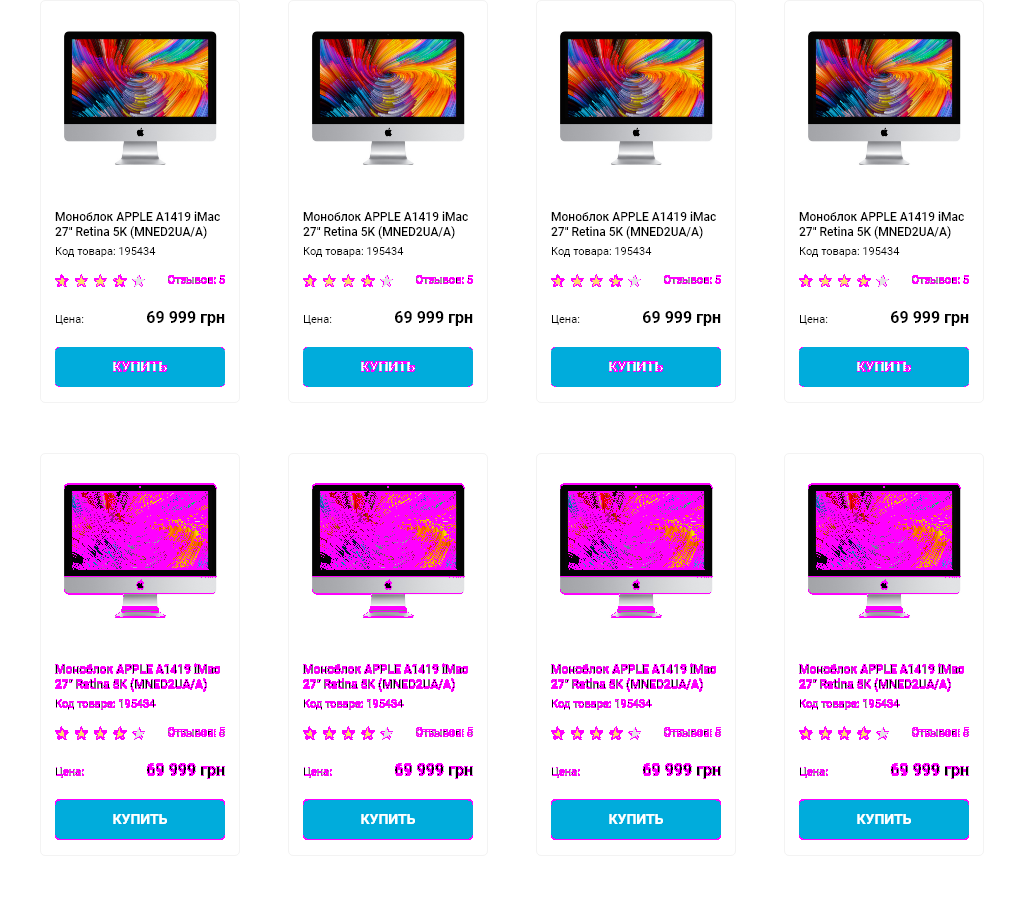 Моноблок APPLE A1419 iMac
27" Retina 5K (MNED2UA/A)
Код товара: 195434
Отзывов: 5
Цена: 69 999 грн
КУПИТЬ
Моноблок APPLE A1419 iMac
27" Retina 5K (MNED2UA/A)
Код товара: 195434
Отзывов: 5
Цена: 69 999 грн
КУПИТЬ
Моноблок APPLE A1419 iMac
27" Retina 5K (MNED2UA/A)
Код товара: 195434
Отзывов: 5
Цена: 69 999 грн
КУПИТЬ
Моноблок APPLE A1419 iMac
27" Retina 5K (MNED2UA/A)
Код товара: 195434
Отзывов: 5
Цена: 69 999 грн
КУПИТЬ
Моноблок APPLE A1419 iMac
27" Retina 5K (MNED2UA/A)
Код товара: 195434
Отзывов: 5
Цена: 69 999 грн
КУПИТЬ
Моноблок APPLE A1419 iMac
27" Retina 5K (MNED2UA/A)
Код товара: 195434
Отзывов: 5
Цена: 69 999 грн
КУПИТЬ
Моноблок APPLE A1419 iMac
27" Retina 5K (MNED2UA/A)
Код товара: 195434
Отзывов: 5
Цена: 69 999 грн
КУПИТЬ
Моноблок APPLE A1419 iMac
27" Retina 5K (MNED2UA/A)
Код товара: 195434
Отзывов: 5
Цена: 69 999 грн
КУПИТЬ